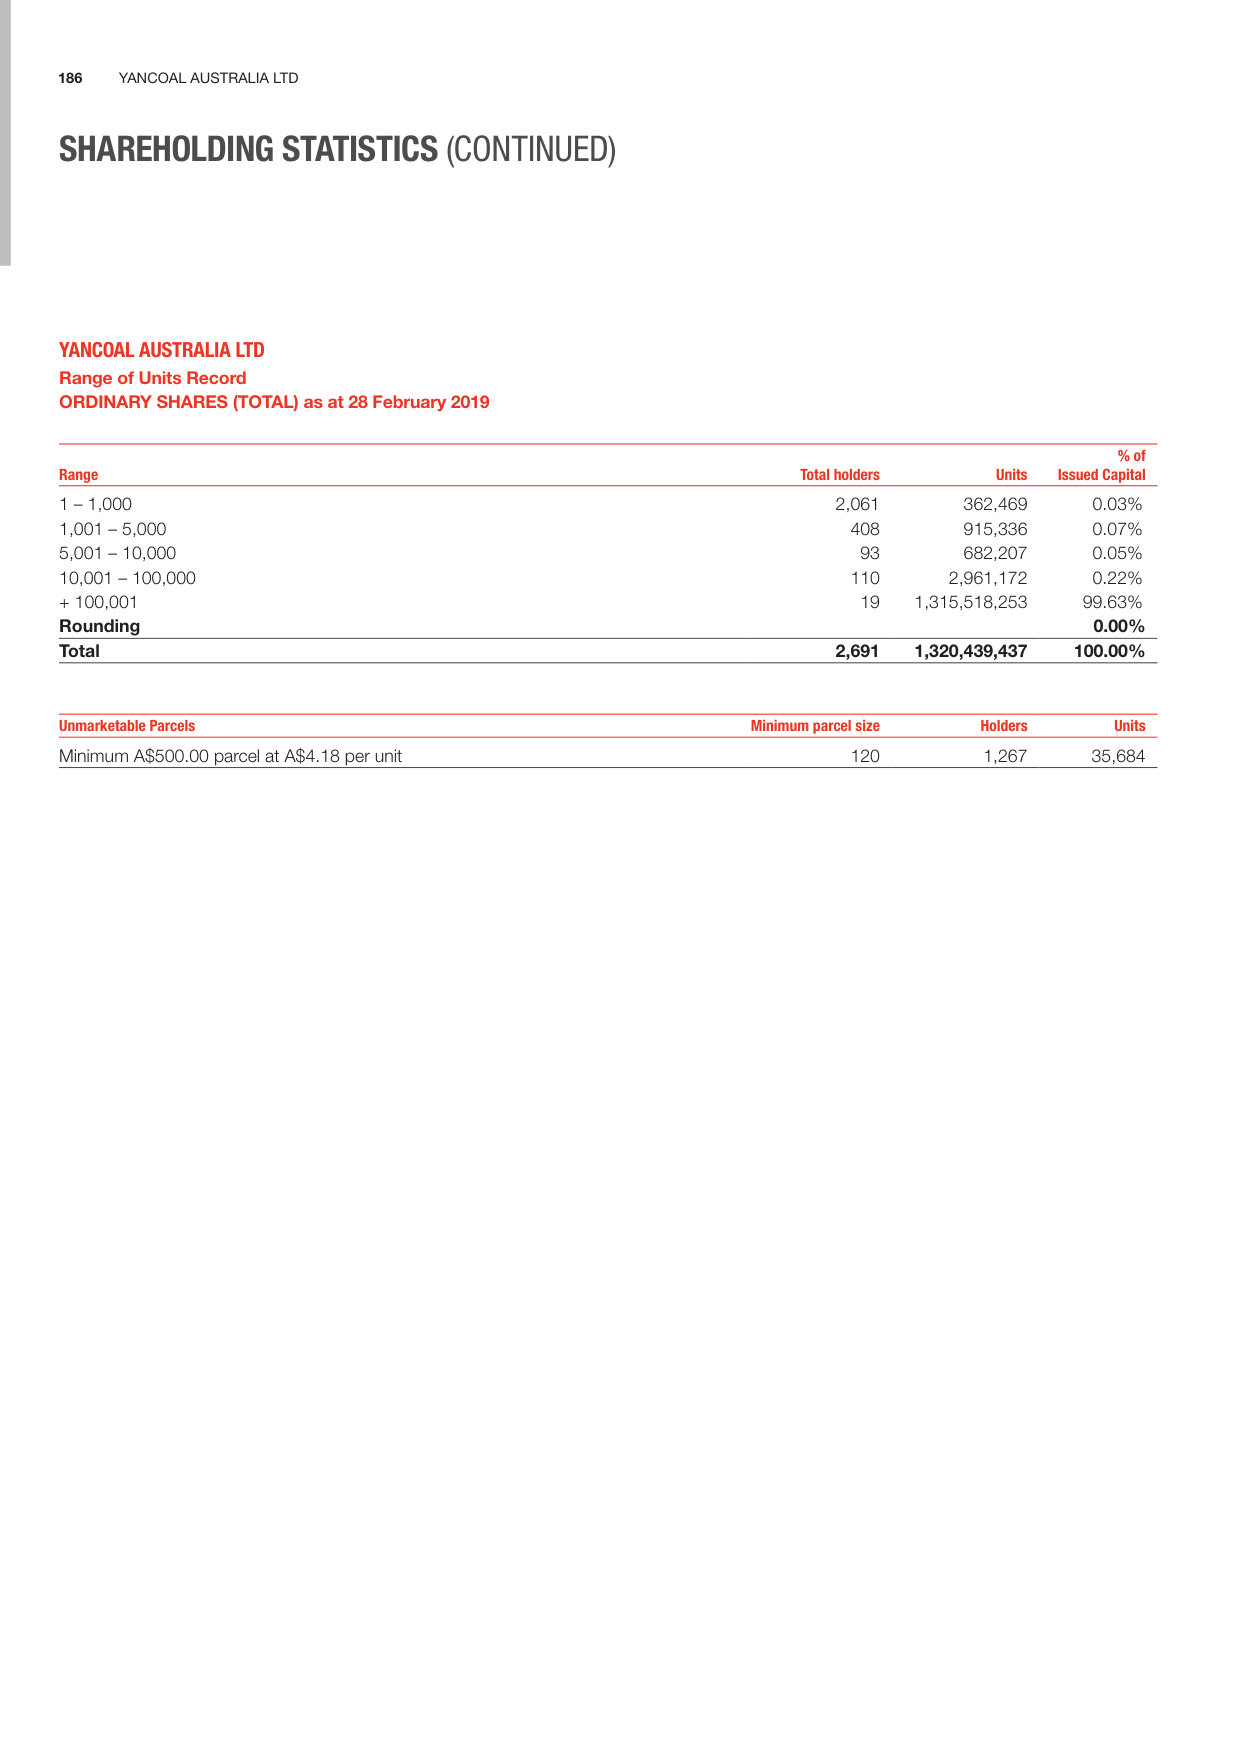 186 YANCOAL AUSTRALIA LTD
SHAREHOLDING STATISTICS (CONTINUED)
YANCOAL AUSTRALIA LTD
Range of Units Record
ORDINARY SHARES (TOTAL) as at 28 February 2019
% of
Range Total holders Units Issued Capital
1 – 1,000 2,061 362,469 0.03%
1,001 – 5,000 408 915,336 0.07%
5,001 – 10,000 93 682,207 0.05%
10,001 – 100,000 110 2,961,172 0.22%
+ 100,001 19 1,315,518,253 99.63%
Rounding 0.00%
Total 2,691 1,320,439,437 100.00%
Unmarketable Parcels Minimum parcel size Holders Units
Minimum A$500.00 parcel at A$4.18 per unit 120 1,267 35,684